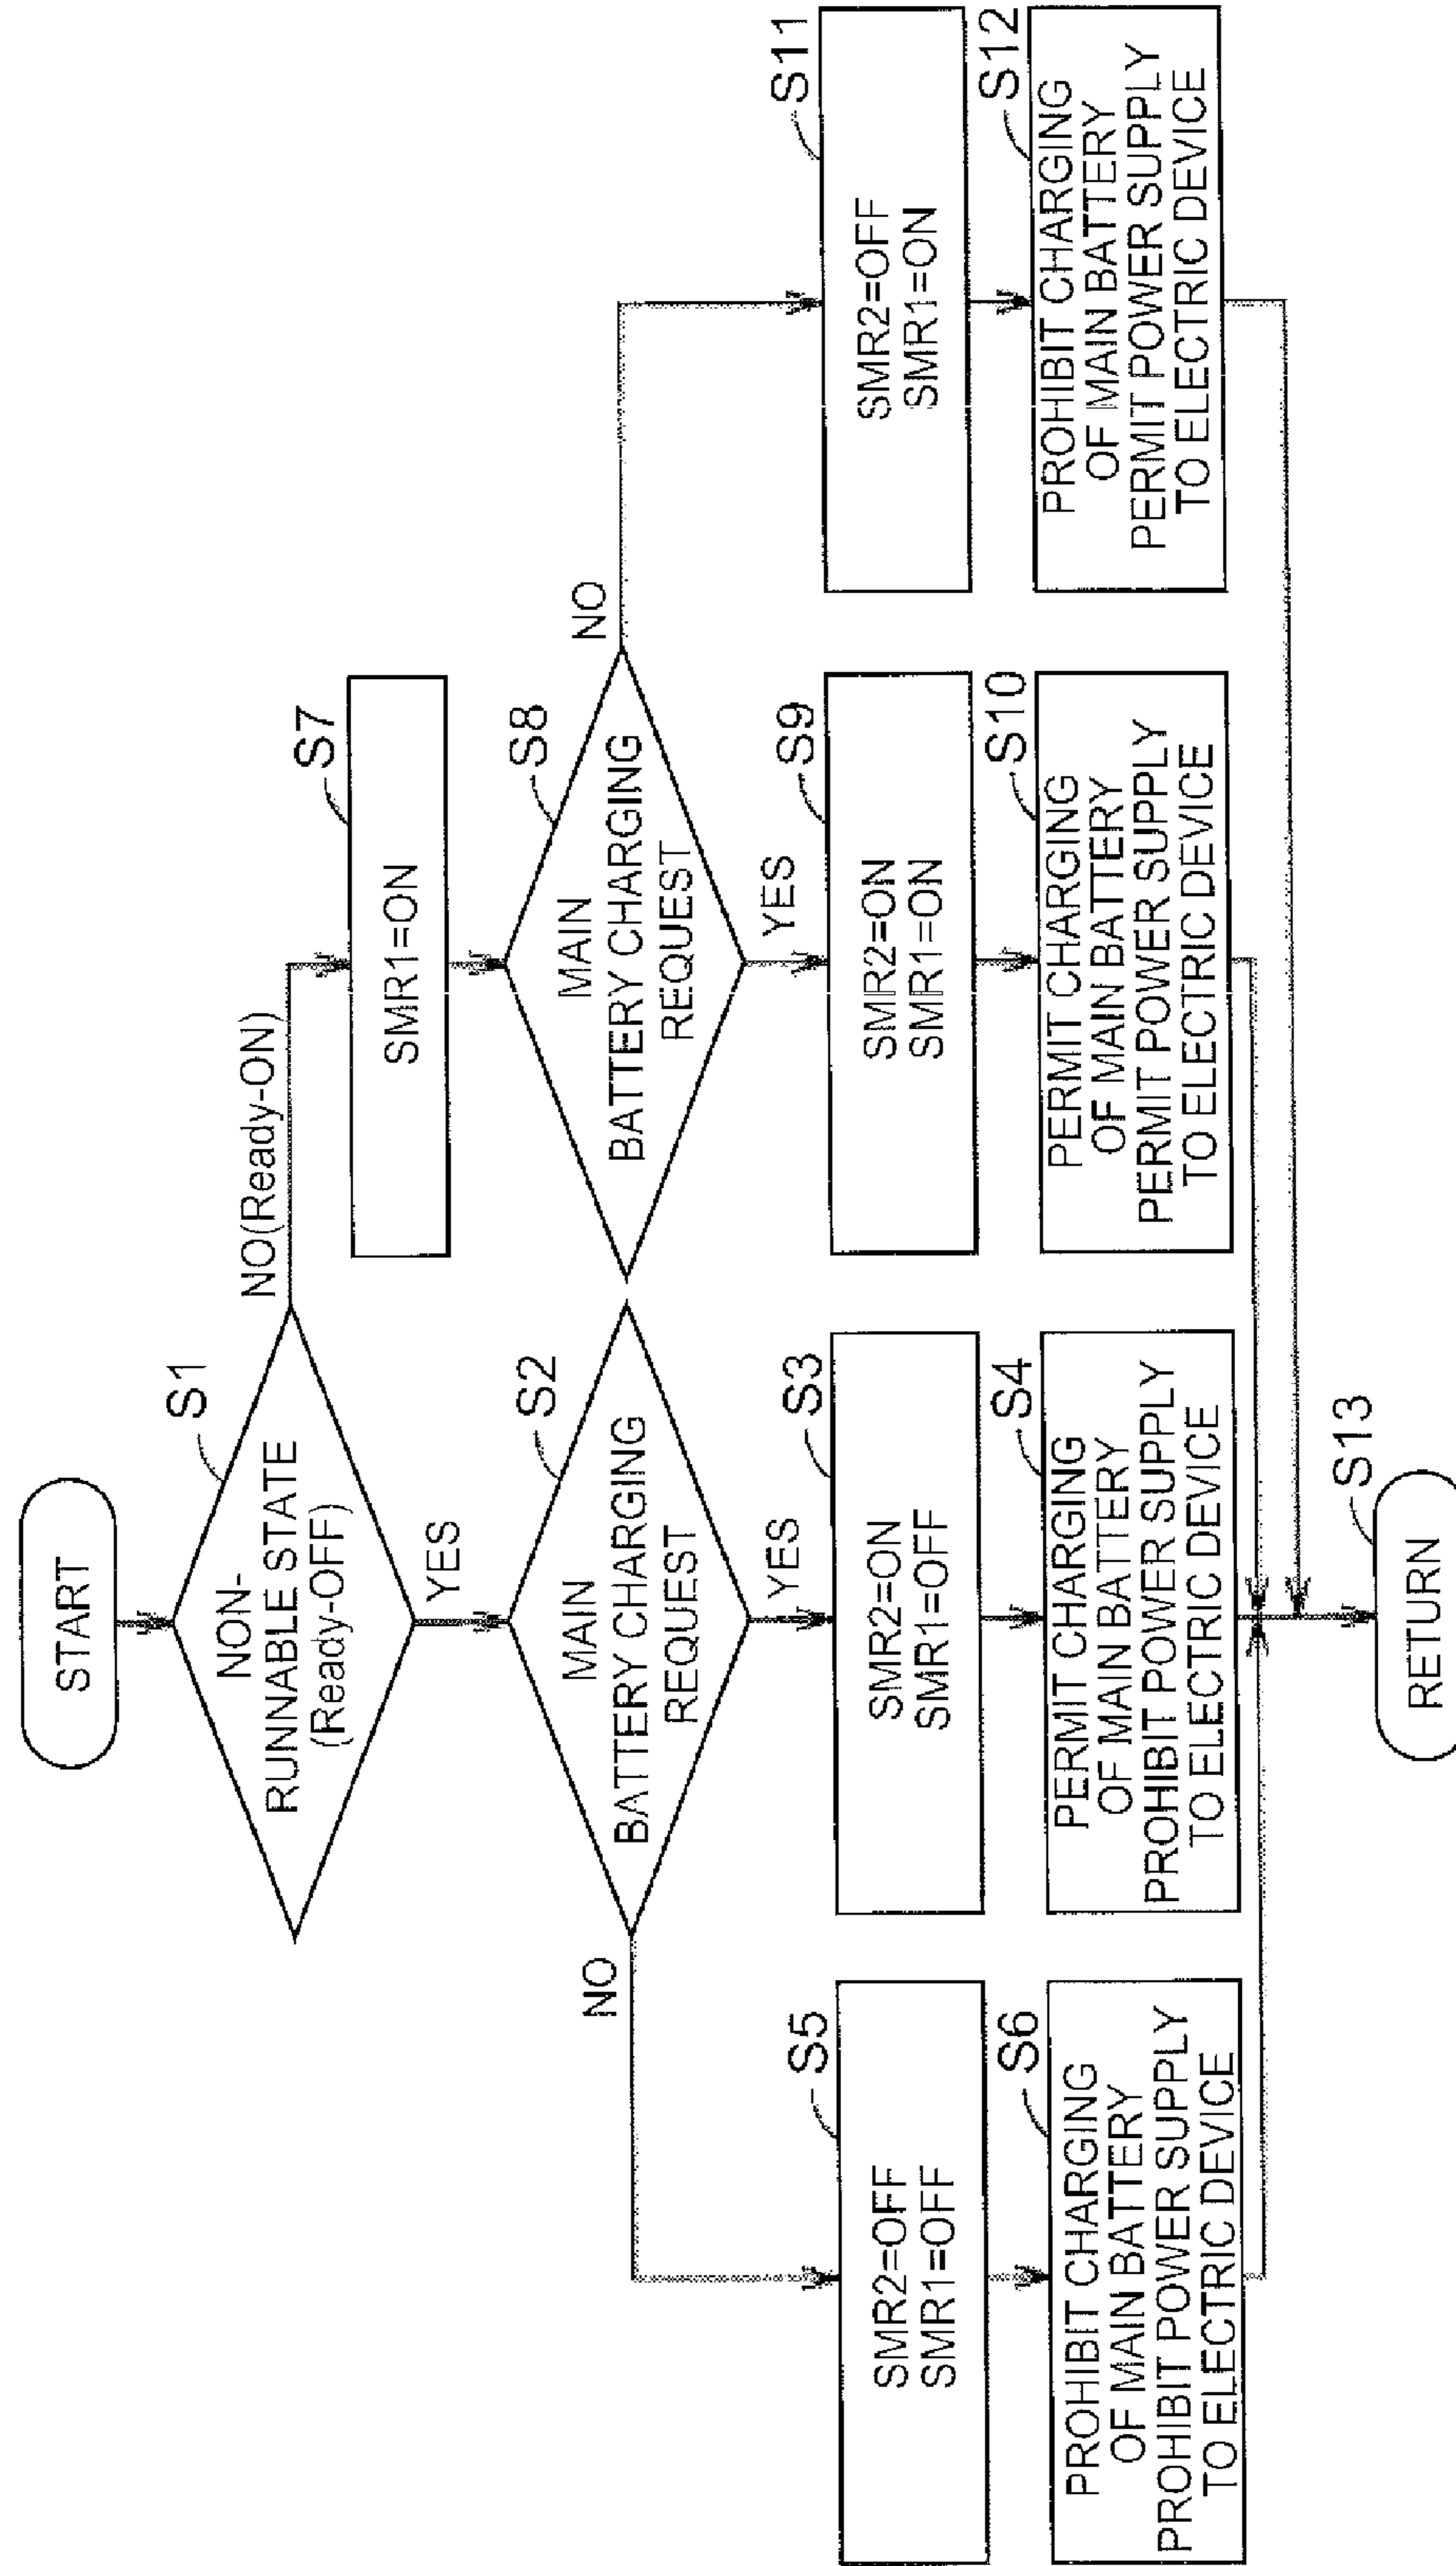 START
S1
NON-
RUNNABLE STATE
(Ready-OFF)
NO(Ready-ON)
YES
S2
MAIN
BATTERY CHARGING
REQUEST
NO
YES
S3
SMR2=ON
SMR1=OFF
S4
PERMIT CHARGING
OF MAIN BATTERY
PROHIBIT POWER SUPPLY
TO ELECTRIC DEVICE
S5
SMR2=OFF
SMR1=OFF
S6
PROHIBIT CHARGING
OF MAIN BATTERY
PROHIBIT POWER SUPPLY
TO ELECTRIC DEVICE
S7
SMR1=ON
S8
MAIN
BATTERY CHARGING
REQUEST
NO
YES
S9
SMR2=ON
SMR1=ON
S10
PERMIT CHARGING
OF MAIN BATTERY
PERMIT POWER SUPPLY
TO ELECTRIC DEVICE
S11
SMR2=OFF
SMR1=ON
S12
PROHIBIT CHARGING
OF MAIN BATTERY
PERMIT POWER SUPPLY
TO ELECTRIC DEVICE
S13
RETURN